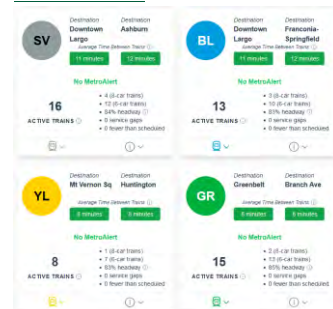 Destination Destination
SV Downtown Largo Ashburn
Average Time Between Trains
11 minutes 12 minutes
No MetroAlert
16
ACTIVE TRAINS
• 4 (6-car trains)
• 12 (8-car trains)
• 84% headway
• 0 service gaps
• 0 fewer than scheduled
Destination Destination
BL Downtown Largo Franconia-Springfield
Average Time Between Trains
11 minutes 12 minutes
No MetroAlert
13
ACTIVE TRAINS
• 3 (8-car trains)
• 10 (6-car trains)
• 83% headway
• 0 service gaps
• 0 fewer than scheduled
Destination Destination
YL Mt Vernon Sq Huntington
Average Time Between Trains
8 minutes 8 minutes
No MetroAlert
8
ACTIVE TRAINS
• 1 (8-car trains)
• 7 (6-car trains)
• 83% headway
• 0 service gaps
• 0 fewer than scheduled
Destination Destination
GR Greenbelt Branch Ave
Average Time Between Trains
8 minutes 8 minutes
No MetroAlert
15
ACTIVE TRAINS
• 2 (8-car trains)
• 13 (6-car trains)
• 85% headway
• 0 service gaps
• 0 fewer than scheduled